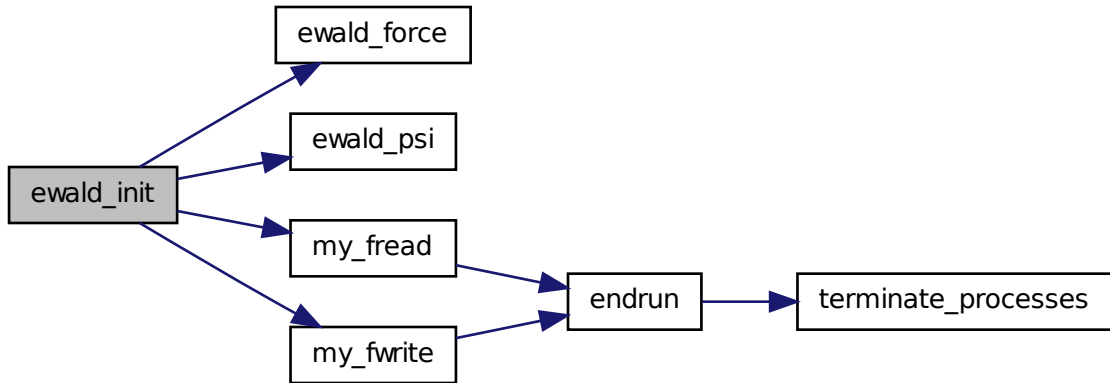 ewald_force
ewald_psi
ewald_init
my_fread
endrun
terminate_processes
my_fwrite